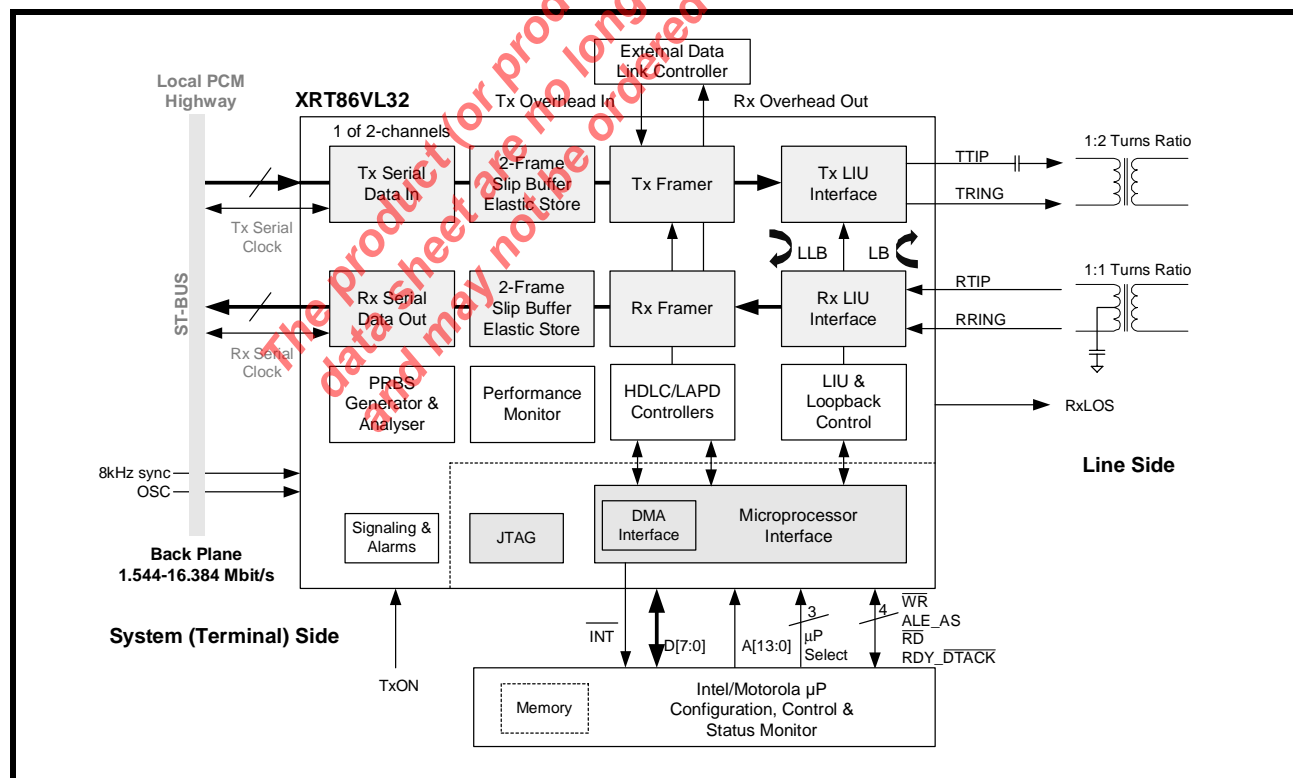 The product (or prod
data sheet are no long
and may not be ordered
External Data
Link Controller
Local PCM
Highway
XRT86VL32
Tx Overhead In
Rx Overhead Out
1 of 2-channels
Tx Serial
Data In
2-Frame
Slip Buffer
Elastic Store
Tx Framer
Tx LIU
Interface
TTIP
TRING
1:2 Turns Ratio
Tx Serial
Clock
LLB
LB
ST-BUS
Rx Serial
Data Out
2-Frame
Slip Buffer
Elastic Store
Rx Framer
Rx LIU
Interface
RTIP
RRING
1:1 Turns Ratio
Rx Serial
Clock
PRBS
Generator &
Analyser
Performance
Monitor
HDLC/LAPD
Controllers
LIU &
Loopback
Control
RxLOS
Line Side
8kHz sync
OSC
Signaling &
Alarms
JTAG
DMA
Interface
Microprocessor
Interface
Back Plane
1.544-16.384 Mbit/s
System (Terminal) Side
TxON
INT
D[7:0]
A[13:0]
3
µP
Select
4
WR
ALE_AS
RD
RDY_DTACK
Memory
Intel/Motorola µP
Configuration, Control &
Status Monitor